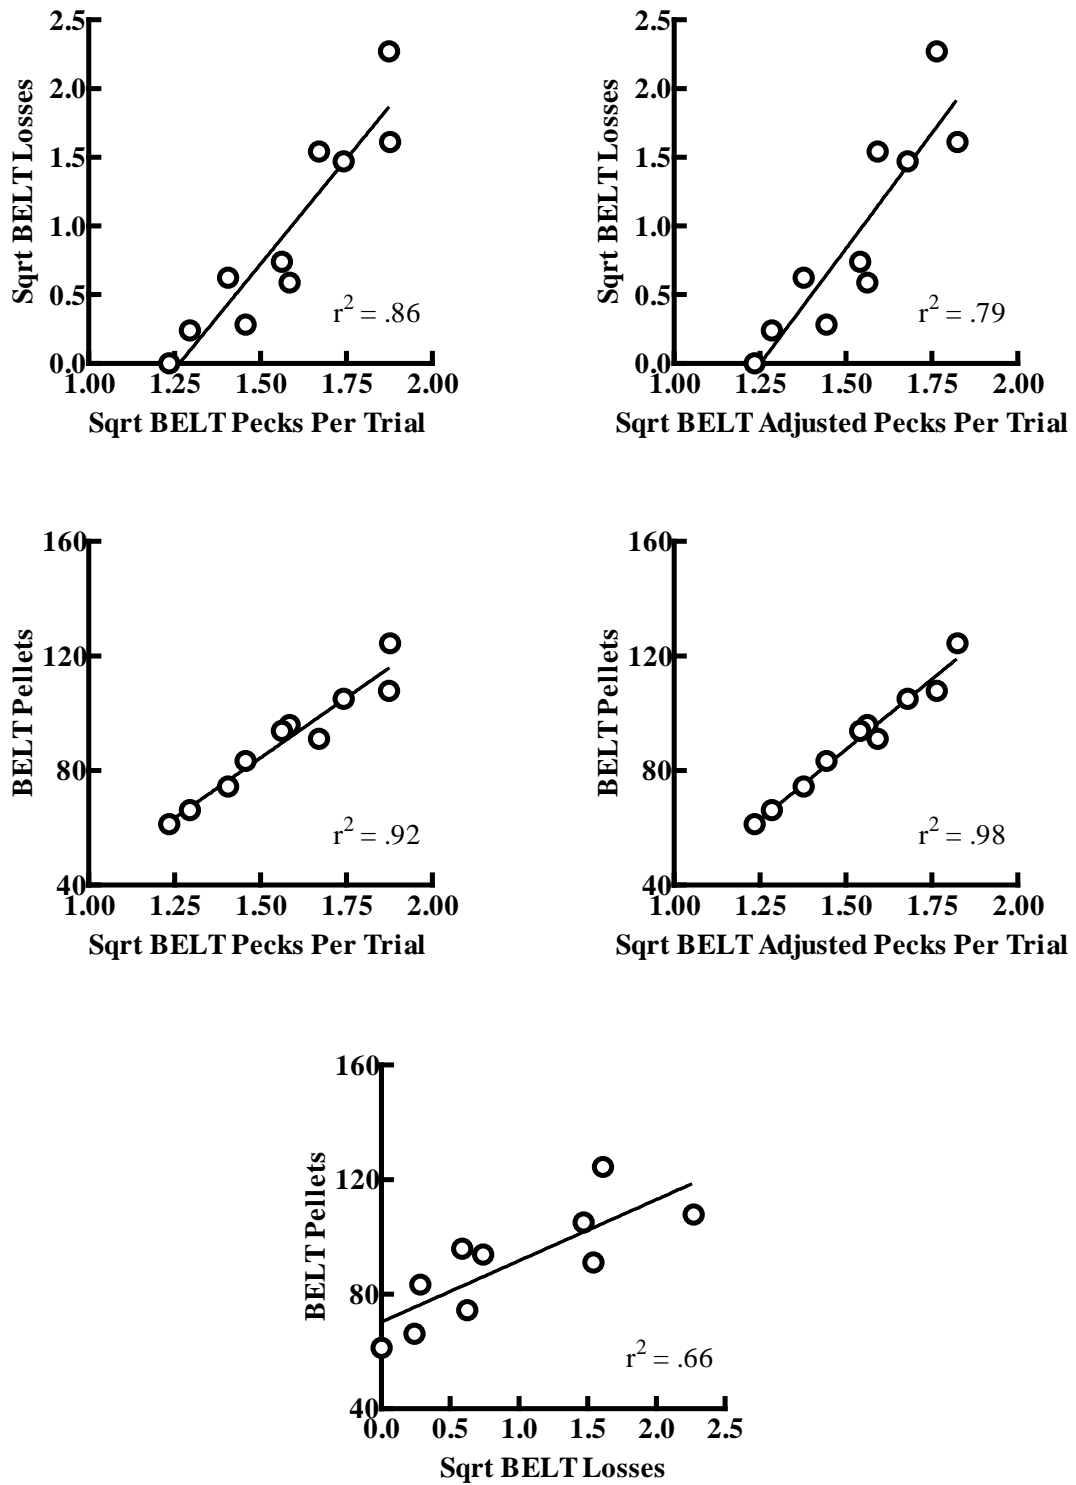 2.5
2.0
1.5
1.0
0.5
0.0
Sqrt BELT Losses
r² = .86
1.00 1.25 1.50 1.75 2.00
Sqrt BELT Pecks Per Trial
2.5
2.0
1.5
1.0
0.5
0.0
Sqrt BELT Losses
r² = .79
1.00 1.25 1.50 1.75 2.00
Sqrt BELT Adjusted Pecks Per Trial
160
120
80
40
BELT Pellets
r² = .92
1.00 1.25 1.50 1.75 2.00
Sqrt BELT Pecks Per Trial
160
120
80
40
BELT Pellets
r² = .98
1.00 1.25 1.50 1.75 2.00
Sqrt BELT Adjusted Pecks Per Trial
160
120
80
40
BELT Pellets
r² = .66
0.0 0.5 1.0 1.5 2.0 2.5
Sqrt BELT Losses